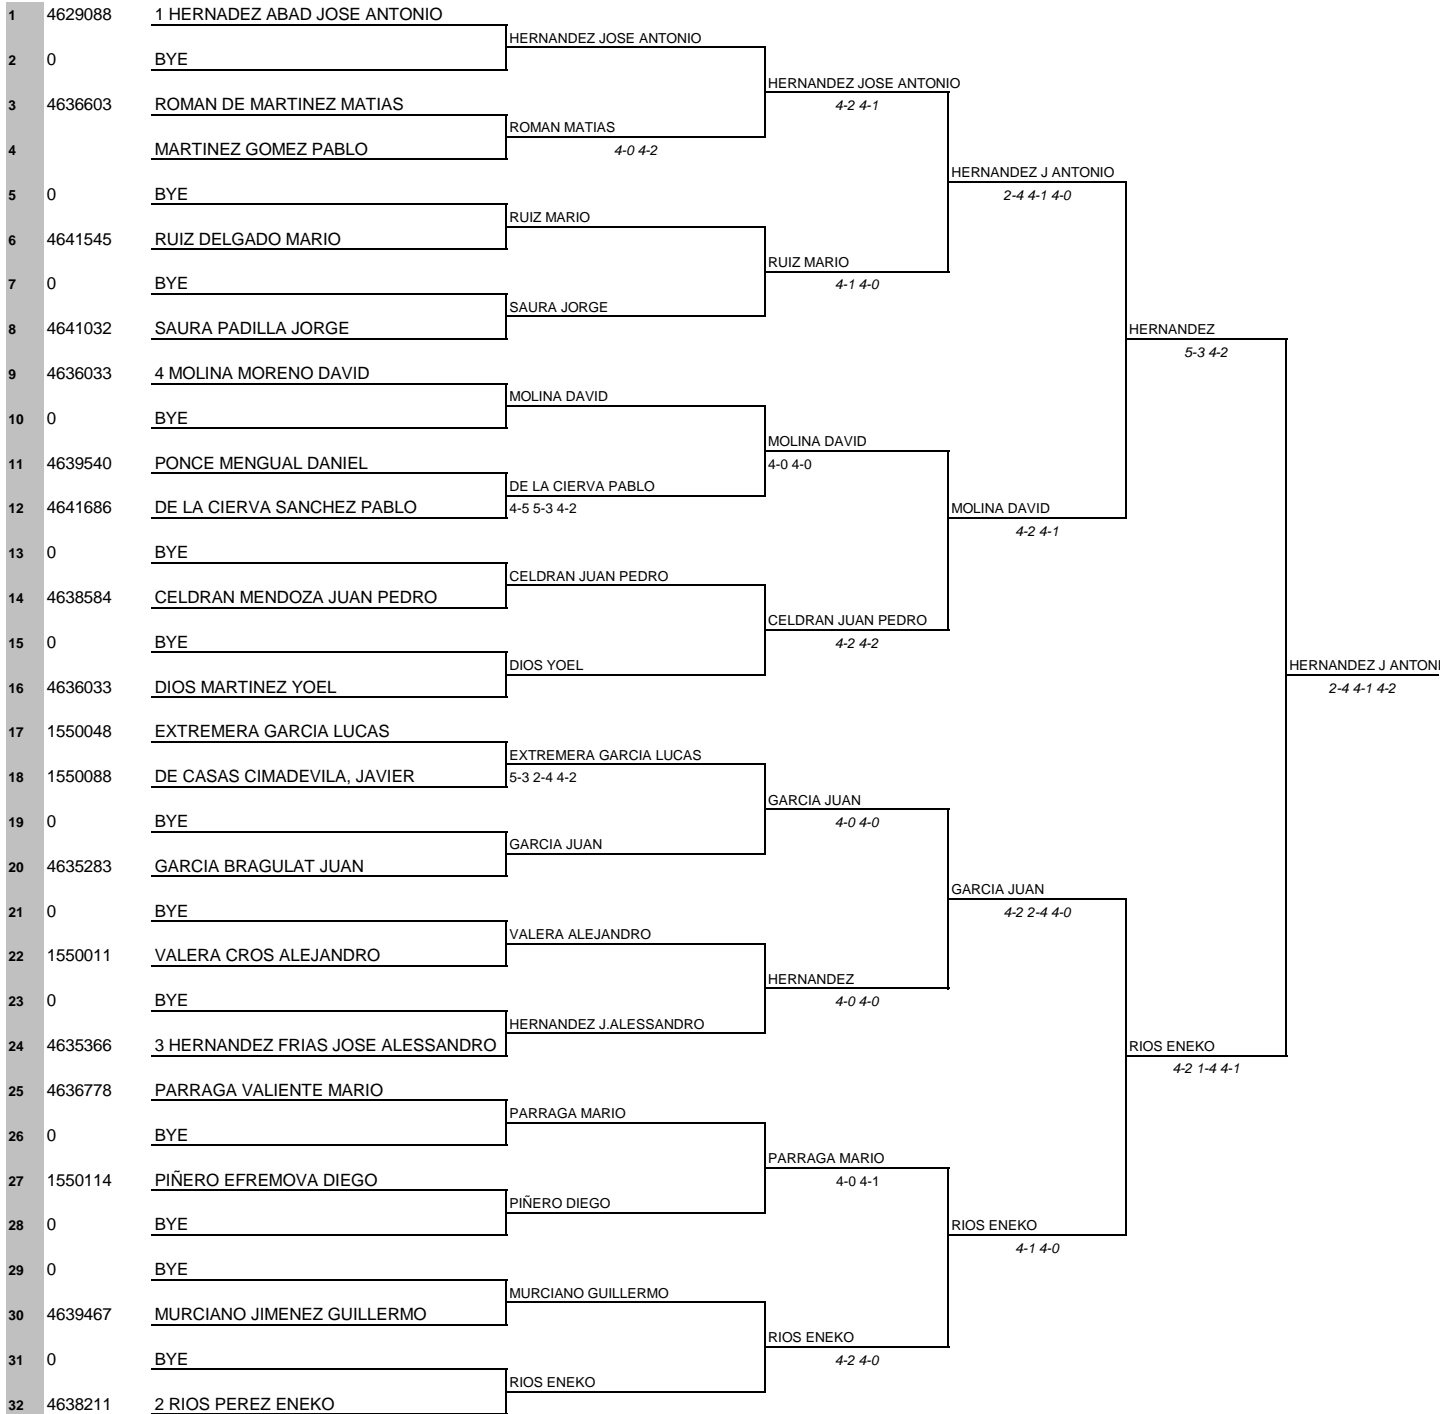 1 4629088 1 HERNADEZ ABAD JOSE ANTONIO
HERNANDEZ JOSE ANTONIO
2 0 BYE
HERNANDEZ JOSE ANTONIO
3 4636603 ROMAN DE MARTINEZ MATIAS 4-2 4-1
ROMAN MATIAS
4 MARTINEZ GOMEZ PABLO 4-0 4-2
HERNANDEZ J ANTONIO
5 0 BYE 2-4 4-1 4-0
RUIZ MARIO
6 4641545 RUIZ DELGADO MARIO
RUIZ MARIO
7 0 BYE 4-1 4-0
SAURA JORGE
8 4641032 SAURA PADILLA JORGE HERNANDEZ
5-3 4-2
9 4636033 4 MOLINA MORENO DAVID
MOLINA DAVID
10 0 BYE
MOLINA DAVID
11 4639540 PONCE MENGUAL DANIEL 4-0 4-0
DE LA CIERVA PABLO
12 4641686 DE LA CIERVA SANCHEZ PABLO 4-5 5-3 4-2 MOLINA DAVID
4-2 4-1
13 0 BYE
CELDRAN JUAN PEDRO
14 4638584 CELDRAN MENDOZA JUAN PEDRO
CELDRAN JUAN PEDRO
15 0 BYE 4-2 4-2
DIOS YOEL HERNANDEZ J ANTONI
16 4636033 DIOS MARTINEZ YOEL 2-4 4-1 4-2
17 1550048 EXTREMERA GARCIA LUCAS
EXTREMERA GARCIA LUCAS
18 1550088 DE CASAS CIMADEVILA, JAVIER 5-3 2-4 4-2
GARCIA JUAN
19 0 BYE 4-0 4-0
GARCIA JUAN
20 4635283 GARCIA BRAGULAT JUAN
GARCIA JUAN
21 0 BYE 4-2 2-4 4-0
VALERA ALEJANDRO
22 1550011 VALERA CROS ALEJANDRO
HERNANDEZ
23 0 BYE 4-0 4-0
HERNANDEZ J.ALESSANDRO
24 4635366 3 HERNANDEZ FRIAS JOSE ALESSANDRO RIOS ENEKO
4-2 1-4 4-1
25 4636778 PARRAGA VALIENTE MARIO
PARRAGA MARIO
26 0 BYE
PARRAGA MARIO
27 1550114 PIÑERO EFREMOVA DIEGO 4-0 4-1
PIÑERO DIEGO
28 0 BYE RIOS ENEKO
4-1 4-0
29 0 BYE
MURCIANO GUILLERMO
30 4639467 MURCIANO JIMENEZ GUILLERMO
RIOS ENEKO
31 0 BYE 4-2 4-0
RIOS ENEKO
32 4638211 2 RIOS PEREZ ENEKO